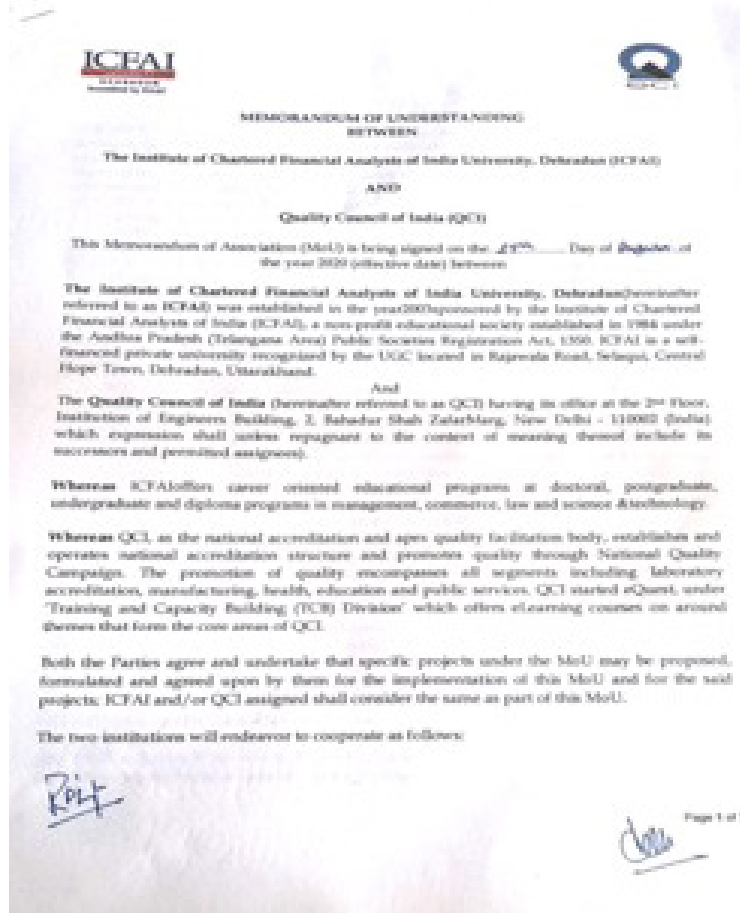 ICFAI
QCI
MEMORANDUM OF UNDERSTANDING
BETWEEN
The Institute of Chartered Financial Analysts of India University, Dehradun (ICFAI)
AND
Quality Council of India (QCI)
This Memorandum of Association (MoU) is being signed on the Day of of
the year 2020 (effective date) between
The Institute of Chartered Financial Analysts of India University, Dehradun(hereinafter
referred to an ICFAI) was established in the year2003sponsored by the Institute of Chartered
Financial Analysts of India (ICFAI), a non-profit educational society established in 1984 under
the Andhra Pradesh (Telangana Area) Public Societies Registration Act, 1350. ICFAI is a self-
financed private university recognized by the UGC located in Rajawala Road, Selaqui, Central
Hope Town, Dehradun, Uttarakhand.
And
The Quality Council of India (hereinafter referred to as QCI) having its office at the 2nd Floor,
Institution of Engineers Building, 2, Bahadur Shah ZafarMarg, New Delhi - 110002 (India)
which expression shall unless repugnant to the context of meaning thereof include its
successors and permitted assignees).
Whereas ICFAIoffers career oriented educational programs at doctoral, postgraduate,
undergraduate and diploma programs in management, commerce, law and science &technology.
Whereas QCI, as the national accreditation and apex quality facilitation body, establishes and
operates national accreditation structure and promotes quality through National Quality
Campaign. The promotion of quality encompasses all segments including laboratory
accreditation, manufacturing, health, education and public services. QCI started eQuest, under
'Training and Capacity Building (TCB) Division' which offers eLearning courses on around
themes that form the core areas of QCI.
Both the Parties agree and undertake that specific projects under the MoU may be proposed,
formulated and agreed upon by them for the implementation of this MoU and for the said
projects; ICFAI and/or QCI assigned shall consider the same as part of this MoU.
The two institutions will endeavor to cooperate as follows:
Page 1 of